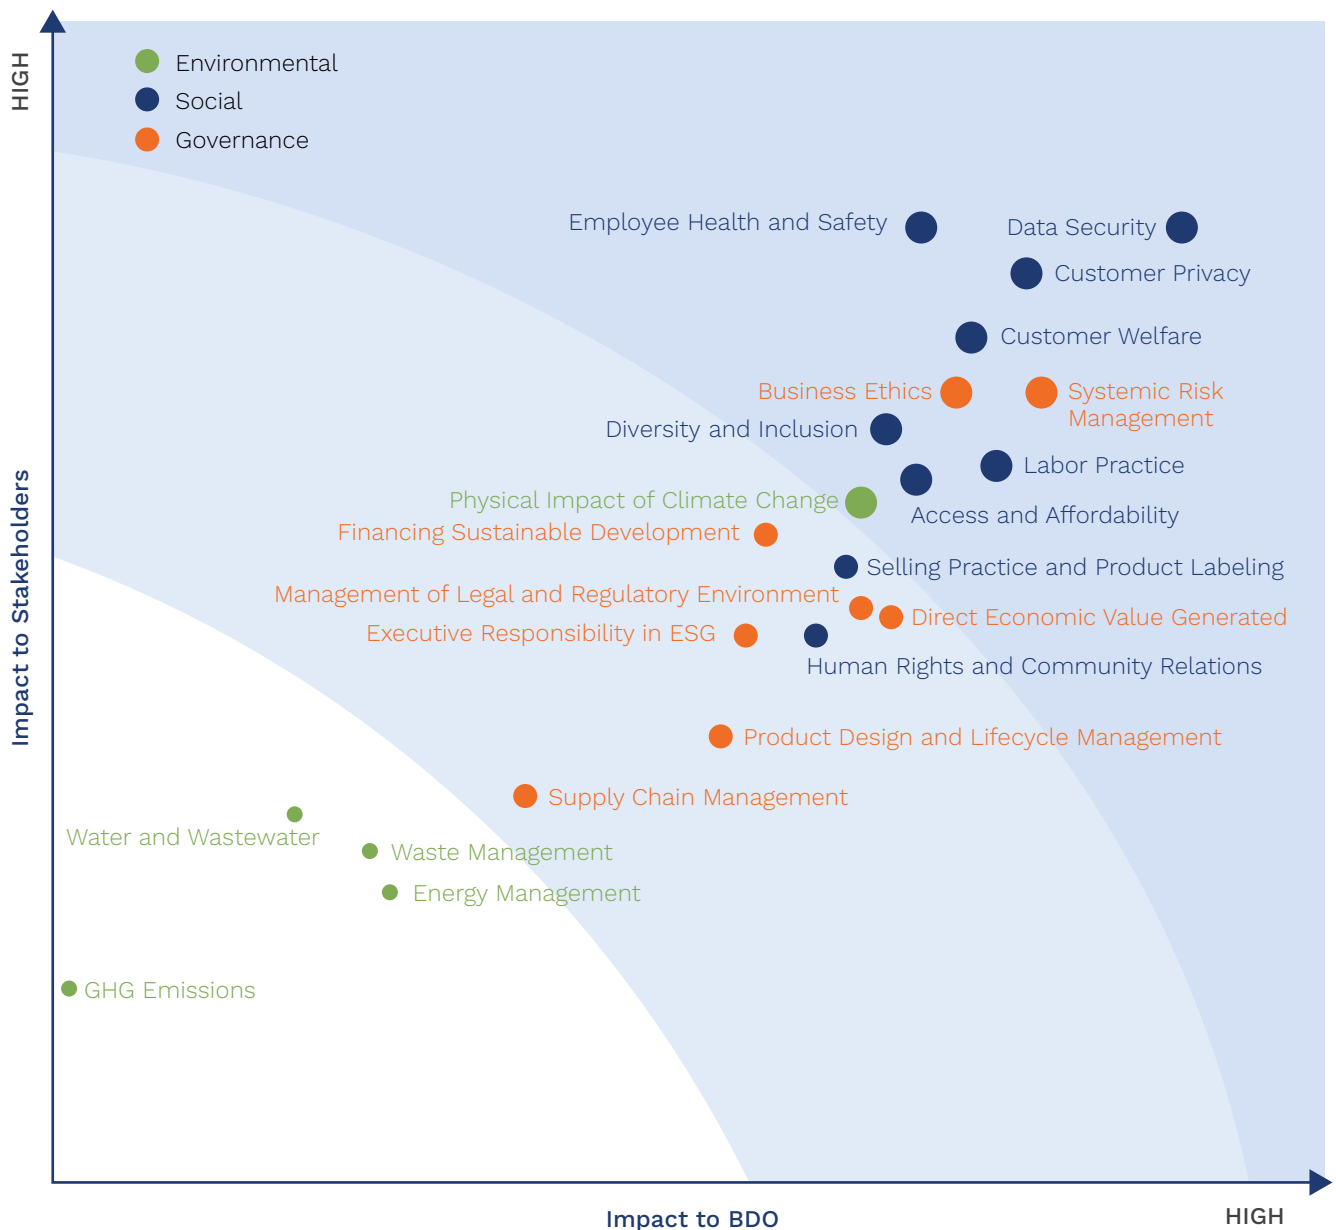 HIGH
Environmental
Social
Governance
Employee Health and Safety
Data Security
Customer Privacy
Customer Welfare
Business Ethics
Systemic Risk
Management
Diversity and Inclusion
Labor Practice
Physical Impact of Climate Change
Access and Affordability
Financing Sustainable Development
Selling Practice and Product Labeling
Management of Legal and Regulatory Environment
Direct Economic Value Generated
Executive Responsibility in ESG
Human Rights and Community Relations
Product Design and Lifecycle Management
Supply Chain Management
Water and Wastewater
Waste Management
Energy Management
GHG Emissions
Impact to Stakeholders
Impact to BDO
HIGH